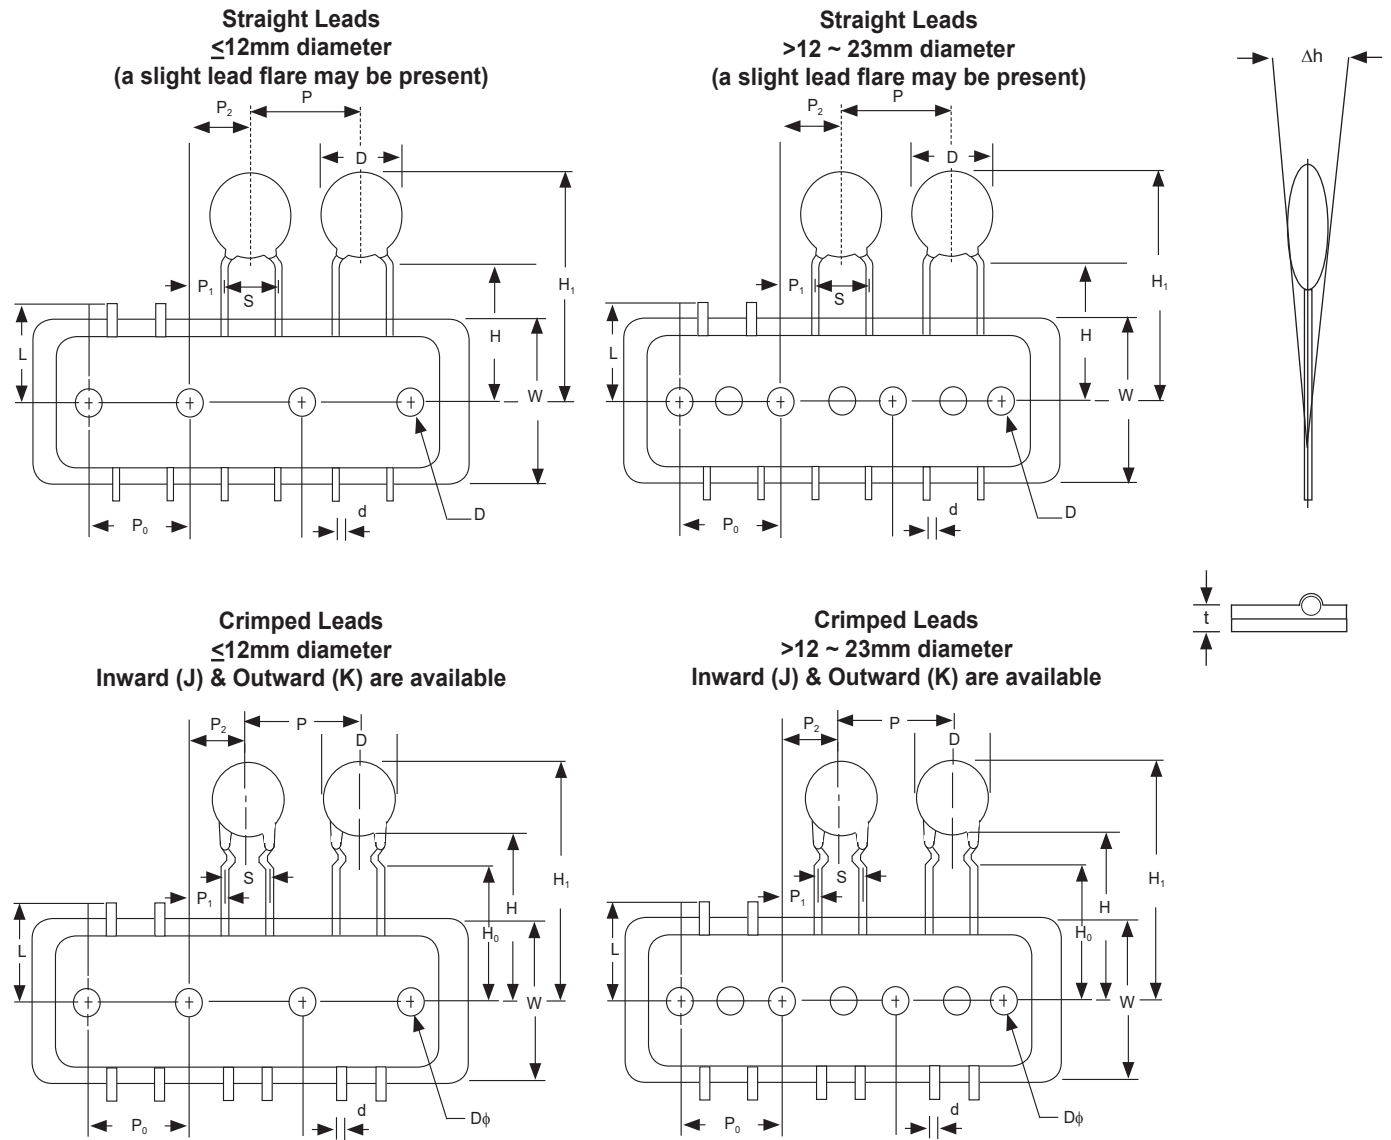 Straight Leads
≤12mm diameter
(a slight lead flare may be present)
P
P₂
D
P₁
S
H₁
H
L
W
P₀
d
D
Straight Leads
>12 ~ 23mm diameter
(a slight lead flare may be present)
P
P₂
D
P₁
S
H₁
H
L
W
P₀
d
D
Δh
t
Crimped Leads
≤12mm diameter
Inward (J) & Outward (K) are available
P₂
P
D
S
P₁
H₁
H
H₀
L
W
P₀
d
Dϕ
Crimped Leads
>12 ~ 23mm diameter
Inward (J) & Outward (K) are available
P₂
P
D
S
P₁
H₁
H
H₀
L
W
P₀
d
Dϕ